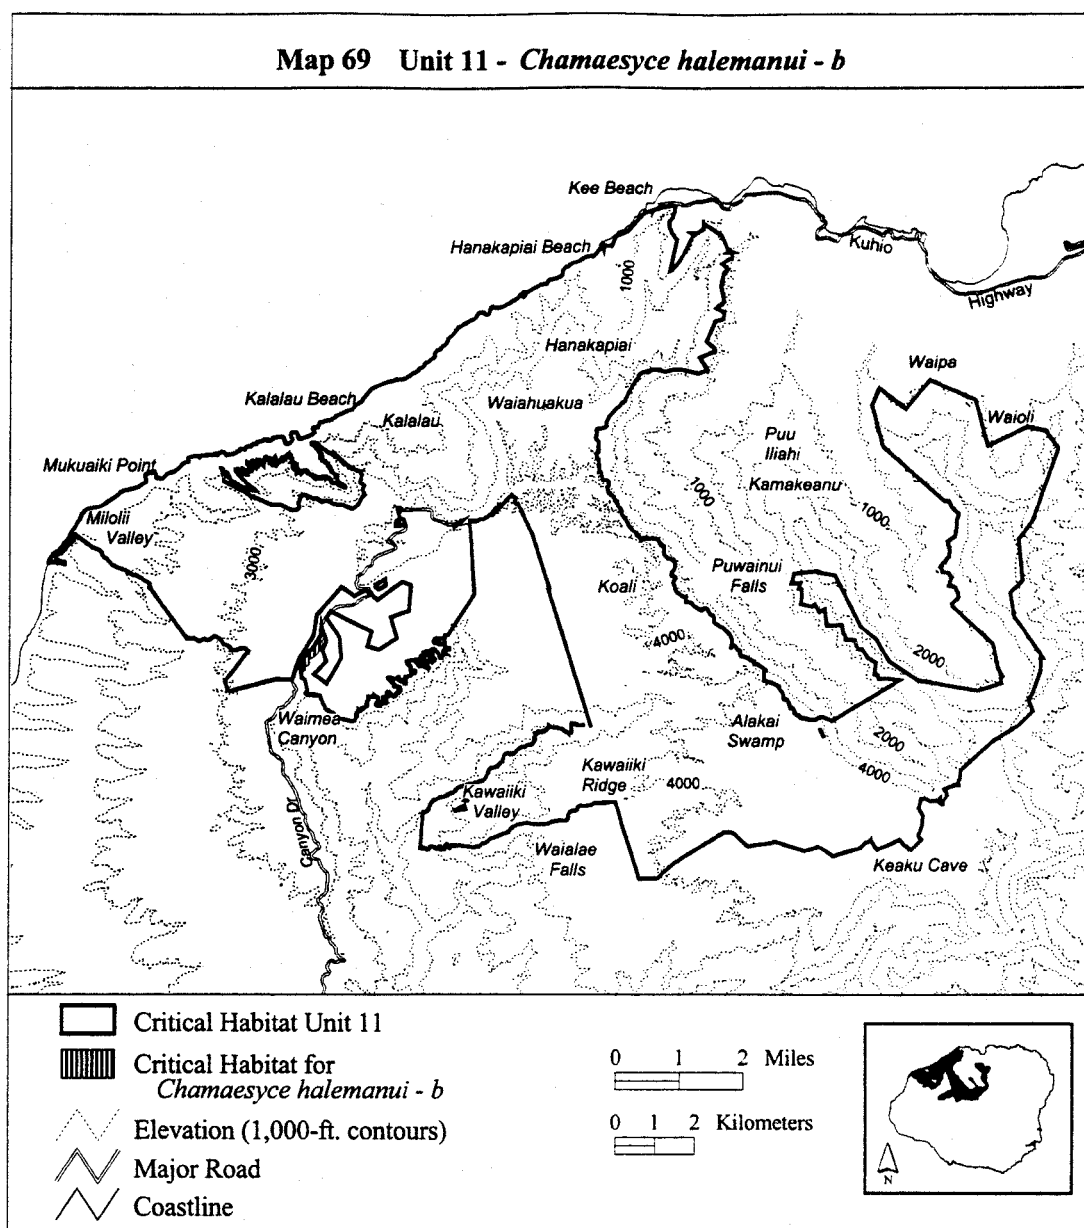 Map 69 Unit 11 - Chamaesyce halemanui - b
Kee Beach
Hanakapiai Beach
Kuhio
Highway
1000
Hanakapiai
Waipa
Kalalau Beach
Waiahuakua
Kalalau
Waioli
Puu
Iliahi
Mukuaiki Point
Kamakeanu
1000
1000
Milolii
Valley
3000
Puwainui
Falls
Koali
4000
2000
Waimea
Canyon
Alakai
Swamp
2000
4000
Kawaiiki
Ridge
4000
Kawaiiki
Valley
Canyon Dr
Waialae
Falls
Keaku Cave
Critical Habitat Unit 11
Critical Habitat for
Chamaesyce halemanui - b
Elevation (1,000-ft. contours)
Major Road
Coastline
0 1 2 Miles
0 1 2 Kilometers
N